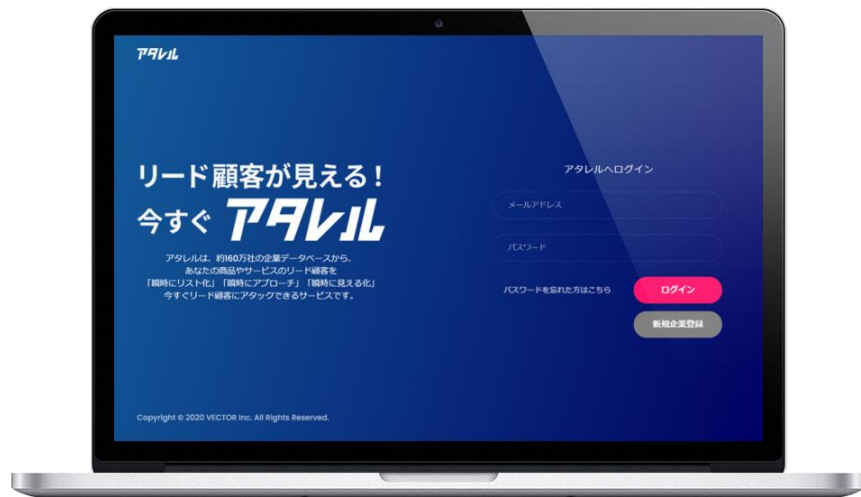 アタレル
リード顧客が見える!
今すぐ アタレル
アタレルは、約160万社の企業データベースから、
あなたの商品やサービスのリード顧客を
「瞬時にリスト化」「瞬時にアプローチ」「瞬時に見える化」
今すぐリード顧客にアタックできるサービスです。
アタレルへログイン
メールアドレス
パスワード
パスワードを忘れた方はこちら
ログイン
新規企業登録
Copyright © 2020 VECTOR Inc. All Rights Reserved.